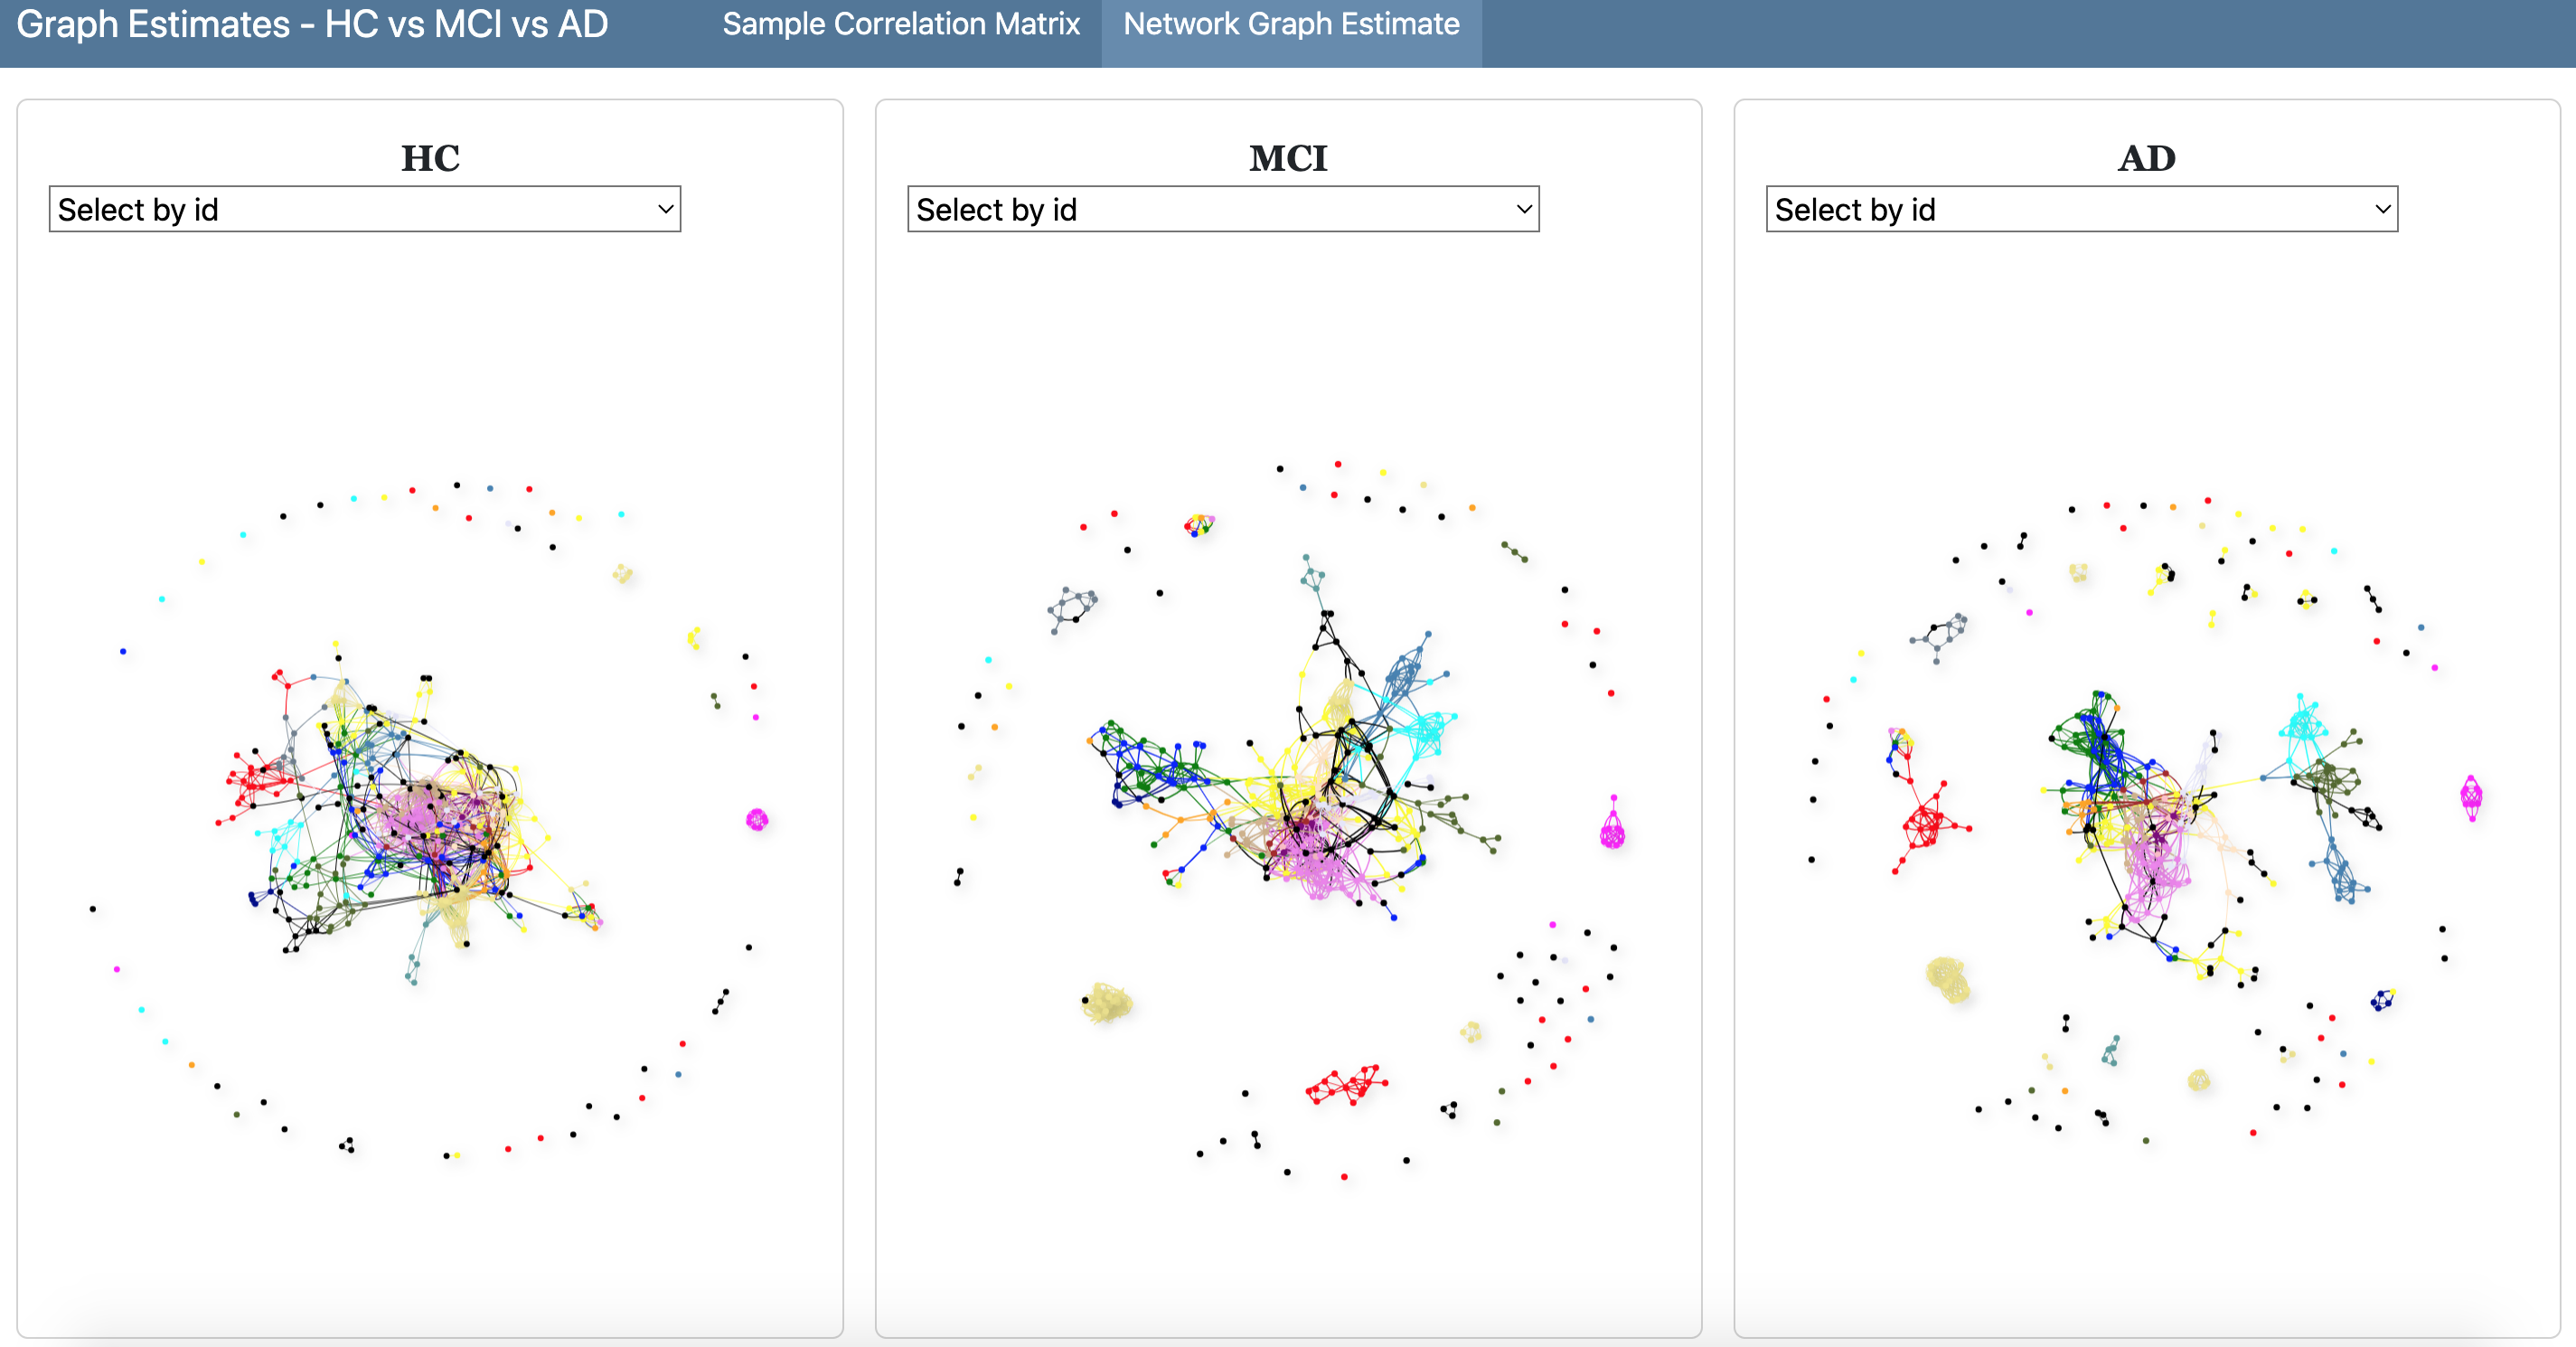 Graph Estimates - HC vs MCI vs AD
Sample Correlation Matrix
Network Graph Estimate
HC
Select by id
MCI
Select by id
AD
Select by id